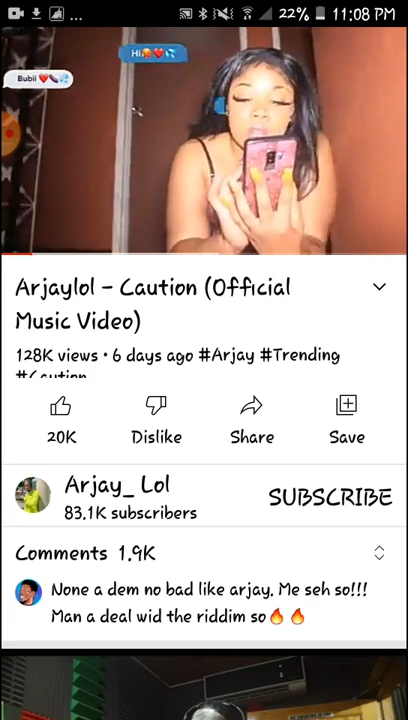 ... 22% 11:08 PM
Hi🥵❤️💦
Bubii ❤️🍆💦
Arjaylol – Caution (Official
Music Video)
128K views • 6 days ago #Arjay #Trending
#Caution
20K Dislike Share Save
Arjay_ Lol
83.1K subscribers
SUBSCRIBE
Comments 1.9K
None a dem no bad like arjay. Me seh so!!!
Man a deal wid the riddim so🔥 🔥